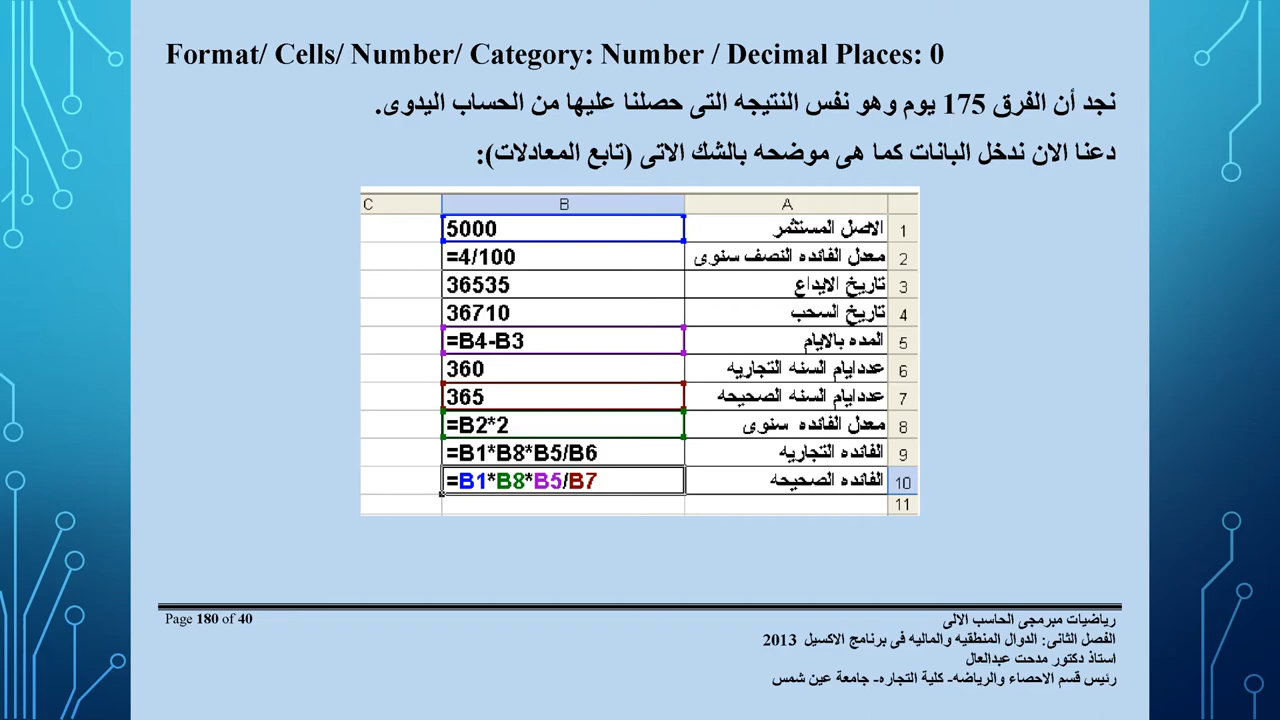 Format/ Cells/ Number/ Category: Number / Decimal Places: 0
نجد أن الفرق 175 يوم وهو نفس النتيجه التى حصلنا عليها من الحساب اليدوى.
دعنا الان ندخل البانات كما هى موضحه بالشك الاتى (تابع المعادلات):
A B C
1 الاصل المستثمر 5000
2 معدل الفائده النصف سنوى =4/100
3 تاريخ الايداع 36535
4 تاريخ السحب 36710
5 المده بالايام =B4-B3
6 عددايام السنه التجاريه 360
7 عددايام السنه الصحيحه 365
8 معدل الفائده سنوى =B2*2
9 الفائده التجاريه =B1*B8*B5/B6
10 الفائده الصحيحه =B1*B8*B5/B7
11
رياضيات مبرمجى الحاسب الالى
Page 180 of 40
الفصل الثانى: الدوال المنطقيه والماليه فى برنامج الاكسيل 2013
استاذ دكتور مدحت عبدالعال
رئيس قسم الاحصاء والرياضه- كلية التجاره- جامعة عين شمس